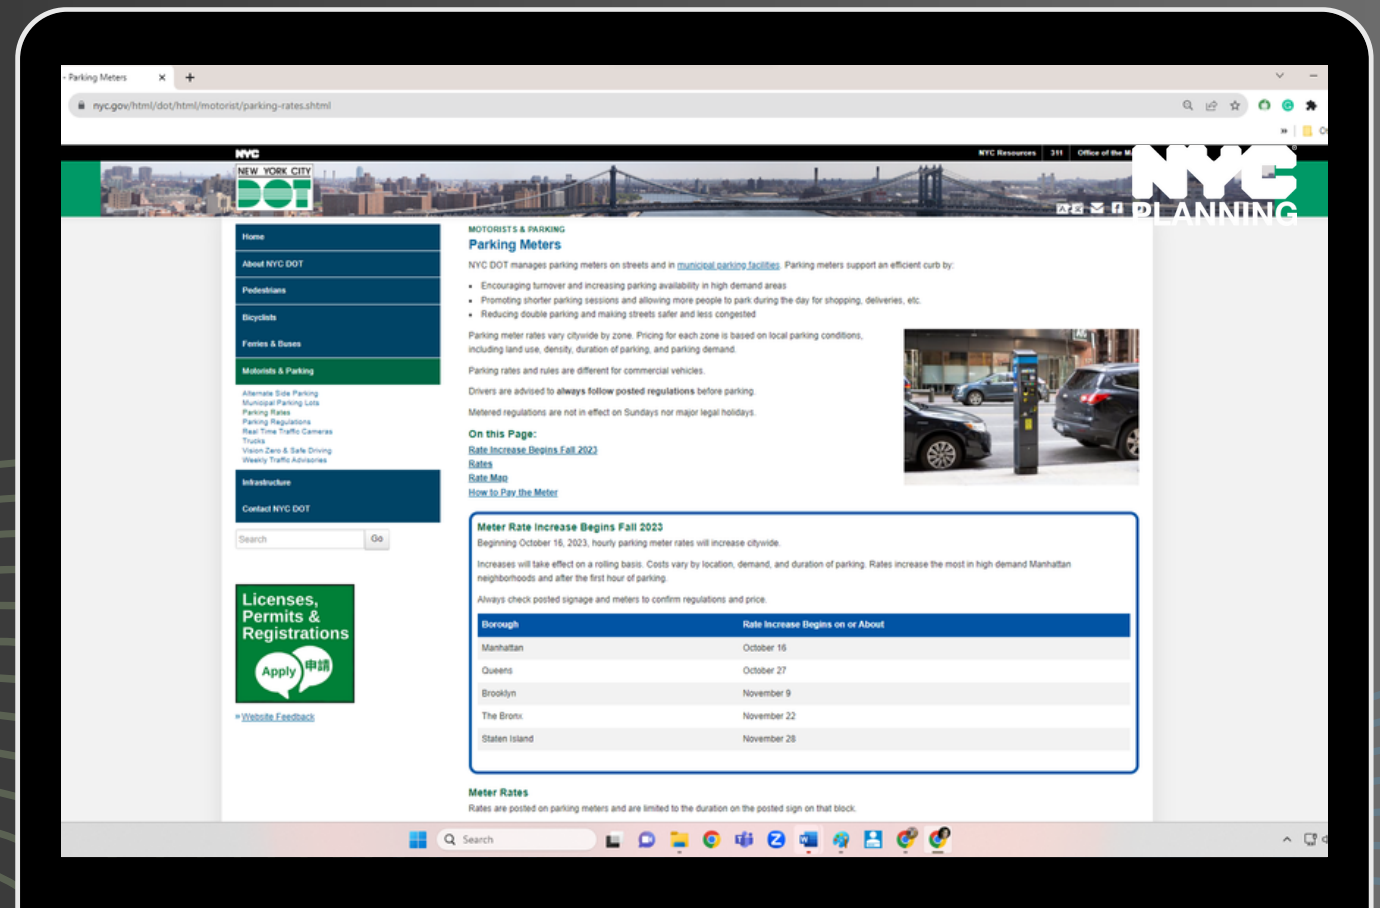 - Parking Meters
nyc.gov/html/dot/html/motorist/parking-rates.shtml
NYC
NYC Resources 311 Office of the M
NEW YORK CITY
DOT
NYC
PLANNING
Home
About NYC DOT
Pedestrians
Bicyclists
Ferries & Buses
Motorists & Parking
Alternate Side Parking
Municipal Parking Lots
Parking Rates
Parking Regulations
Real Time Traffic Cameras
Trucks
Vision Zero & Safe Driving
Weekly Traffic Advisories
Infrastructure
Contact NYC DOT
Search Go
Licenses,
Permits &
Registrations
Apply 申請
» Website Feedback
MOTORISTS & PARKING
Parking Meters
NYC DOT manages parking meters on streets and in municipal parking facilities. Parking meters support an efficient curb by:
• Encouraging turnover and increasing parking availability in high demand areas
• Promoting shorter parking sessions and allowing more people to park during the day for shopping, deliveries, etc.
• Reducing double parking and making streets safer and less congested
Parking meter rates vary citywide by zone. Pricing for each zone is based on local parking conditions,
including land use, density, duration of parking, and parking demand.
Parking rates and rules are different for commercial vehicles.
Drivers are advised to always follow posted regulations before parking.
Metered regulations are not in effect on Sundays nor major legal holidays.
On this Page:
Rate Increase Begins Fall 2023
Rates
Rate Map
How to Pay the Meter
Meter Rate Increase Begins Fall 2023
Beginning October 16, 2023, hourly parking meter rates will increase citywide.
Increases will take effect on a rolling basis. Costs vary by location, demand, and duration of parking. Rates increase the most in high demand Manhattan
neighborhoods and after the first hour of parking.
Always check posted signage and meters to confirm regulations and price.
Borough Rate Increase Begins on or About
Manhattan October 16
Queens October 27
Brooklyn November 9
The Bronx November 22
Staten Island November 28
Meter Rates
Rates are posted on parking meters and are limited to the duration on the posted sign on that block.
Search